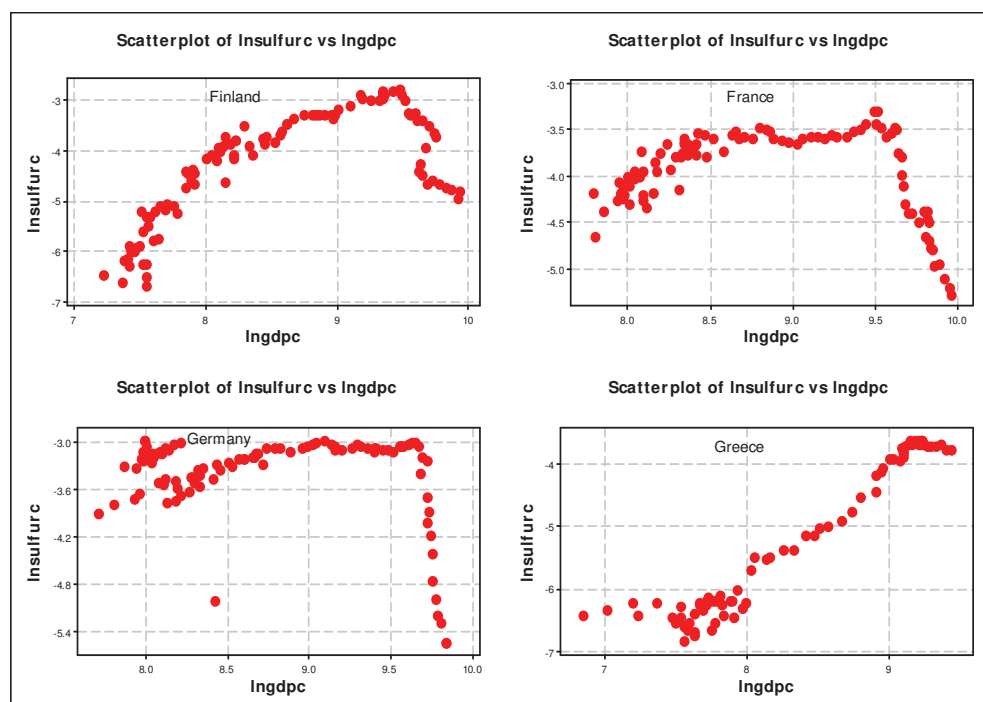 Scatterplot of lnsulfurc vs lngdpc
Finland
lnsulfurc
-3
-4
-5
-6
-7
7
8
9
10
lngdpc
Scatterplot of lnsulfurc vs lngdpc
France
lnsulfurc
-3.0
-3.5
-4.0
-4.5
-5.0
8.0
8.5
9.0
9.5
10.0
lngdpc
Scatterplot of lnsulfurc vs lngdpc
Germany
lnsulfurc
-3.0
-3.6
-4.2
-4.8
-5.4
8.0
8.5
9.0
9.5
10.0
lngdpc
Scatterplot of lnsulfurc vs lngdpc
Greece
lnsulfurc
-4
-5
-6
-7
7
8
9
lngdpc